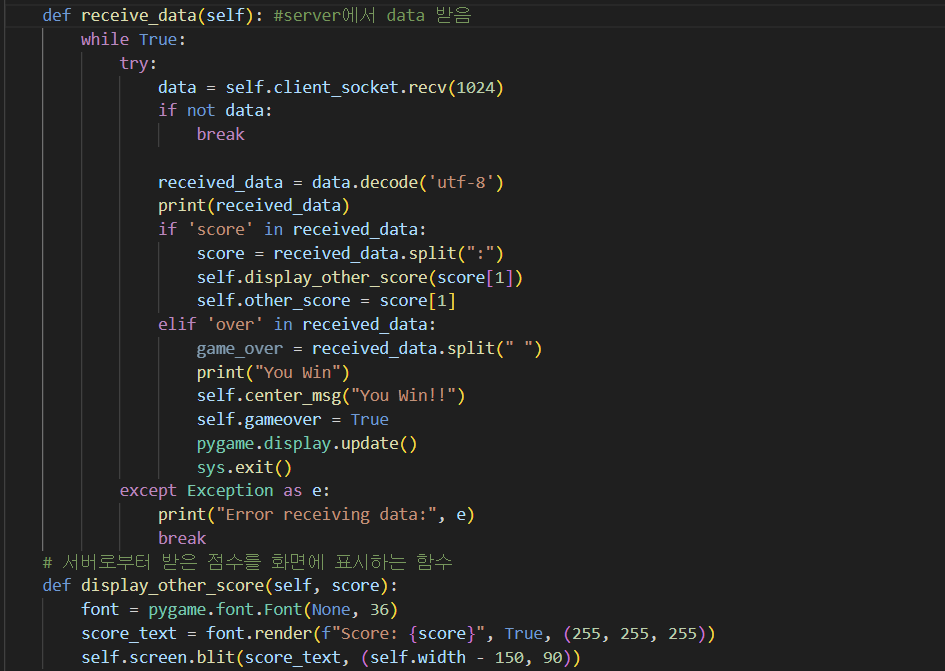 def receive_data(self): #server에서 data 받음
    while True:
        try:
            data = self.client_socket.recv(1024)
            if not data:
                break

            received_data = data.decode('utf-8')
            print(received_data)
            if 'score' in received_data:
                score = received_data.split(":")
                self.display_other_score(score[1])
                self.other_score = score[1]
            elif 'over' in received_data:
                game_over = received_data.split(" ")
                print("You Win")
                self.center_msg("You Win!!")
                self.gameover = True
                pygame.display.update()
                sys.exit()
        except Exception as e:
            print("Error receiving data:", e)
            break
# 서버로부터 받은 점수를 화면에 표시하는 함수
def display_other_score(self, score):
    font = pygame.font.Font(None, 36)
    score_text = font.render(f"Score: {score}", True, (255, 255, 255))
    self.screen.blit(score_text, (self.width - 150, 90))